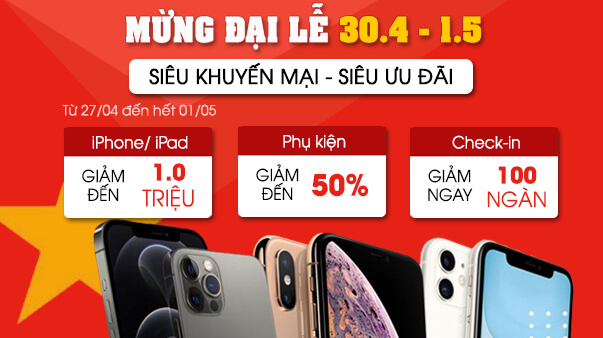 MỪNG ĐẠI LỄ 30.4 - 1.5
SIÊU KHUYẾN MẠI - SIÊU ƯU ĐÃI
Từ 27/04 đến hết 01/05
iPhone/ iPad
GIẢM ĐẾN
1.0 TRIỆU
Phụ kiện
GIẢM ĐẾN
50%
Check-in
GIẢM NGAY
100 NGÀN